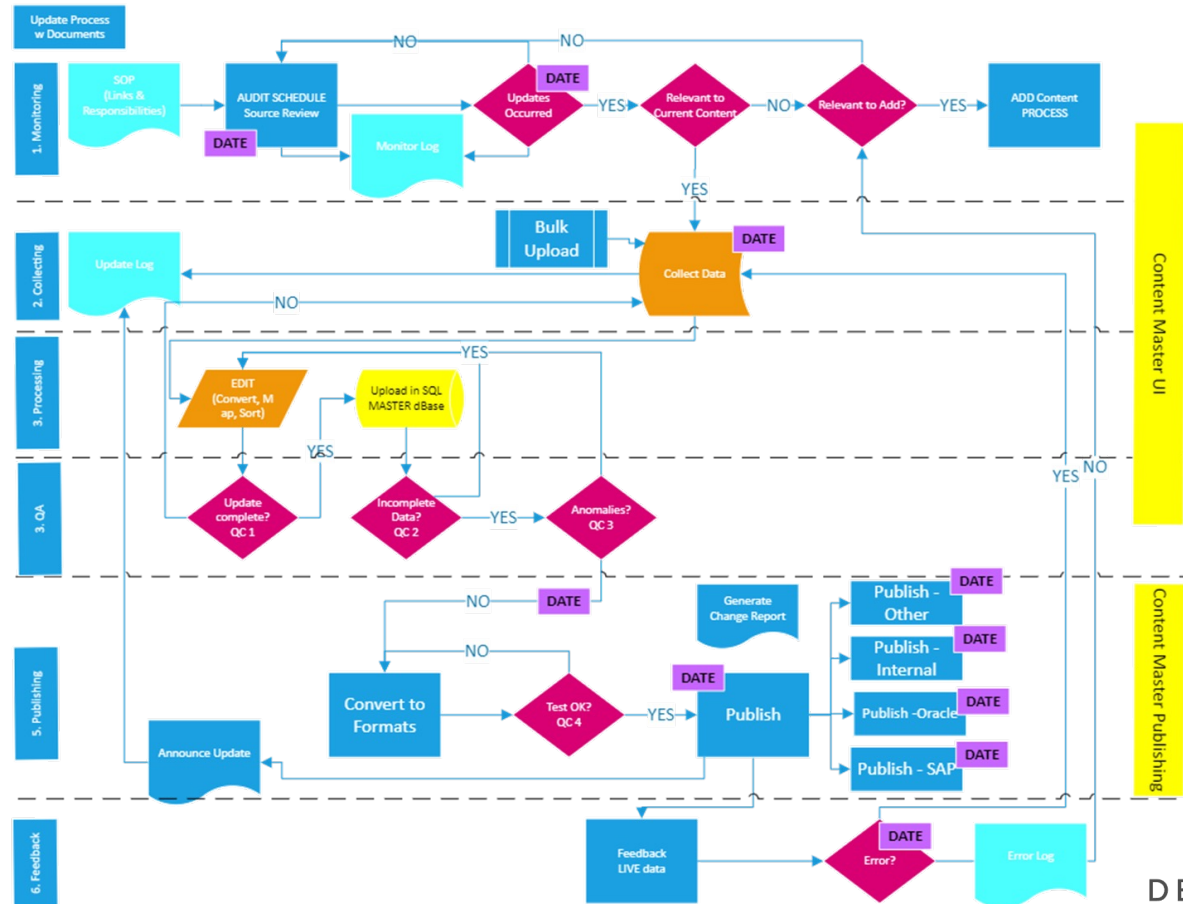 Update Process
w Documents
NO
NO
1. Monitoring
SOP
(Links &
Responsibilities)
AUDIT SCHEDULE
Source Review
DATE
Monitor Log
Updates
Occurred
DATE
YES
Relevant to
Current Content
NO
Relevant to Add?
YES
ADD Content
PROCESS
YES
Content Master UI
2. Collecting
Update Log
Bulk
Upload
Collect Data
DATE
NO
3. Processing
YES
EDIT
(Convert, M
ap, Sort)
Upload in SQL
MASTER dBase
YES
3. QA
Update
complete?
QC 1
Incomplete
Data?
QC 2
YES
Anomalies?
QC 3
YES
NO
Content Master Publishing
5. Publishing
NO
DATE
Generate
Change Report
Publish -
Other
DATE
NO
Publish -
Internal
DATE
Convert to
Formats
Test OK?
QC 4
YES
DATE
Publish
Publish -Oracle
DATE
Announce Update
Publish - SAP
DATE
6. Feedback
Feedback
LIVE data
Error?
DATE
Error Log
D E